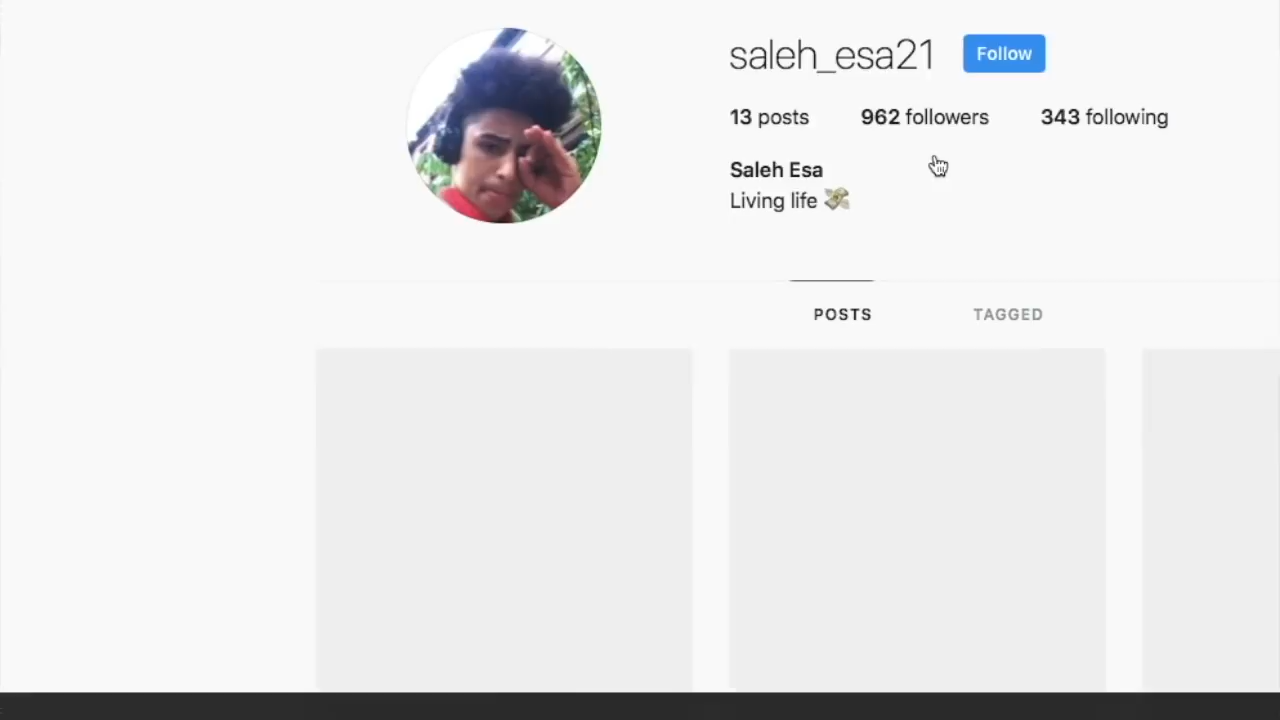 saleh_esa21 Follow
13 posts 962 followers 343 following
Saleh Esa
Living life 💸
POSTS TAGGED